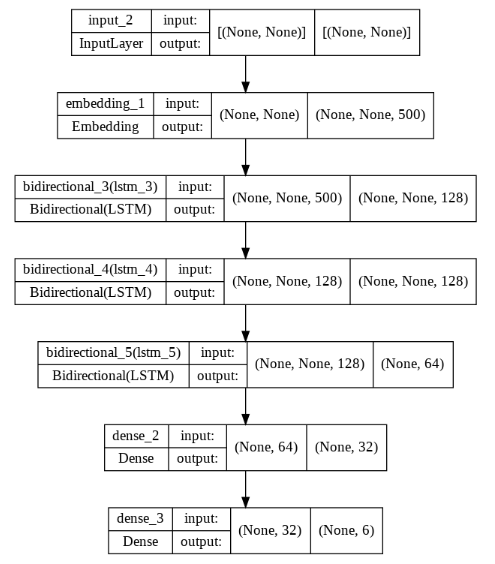 input_2 input: [(None, None)] [(None, None)]
InputLayer output:
embedding_1 input: (None, None) (None, None, 500)
Embedding output:
bidirectional_3(lstm_3) input: (None, None, 500) (None, None, 128)
Bidirectional(LSTM) output:
bidirectional_4(lstm_4) input: (None, None, 128) (None, None, 128)
Bidirectional(LSTM) output:
bidirectional_5(lstm_5) input: (None, None, 128) (None, 64)
Bidirectional(LSTM) output:
dense_2 input: (None, 64) (None, 32)
Dense output:
dense_3 input: (None, 32) (None, 6)
Dense output: